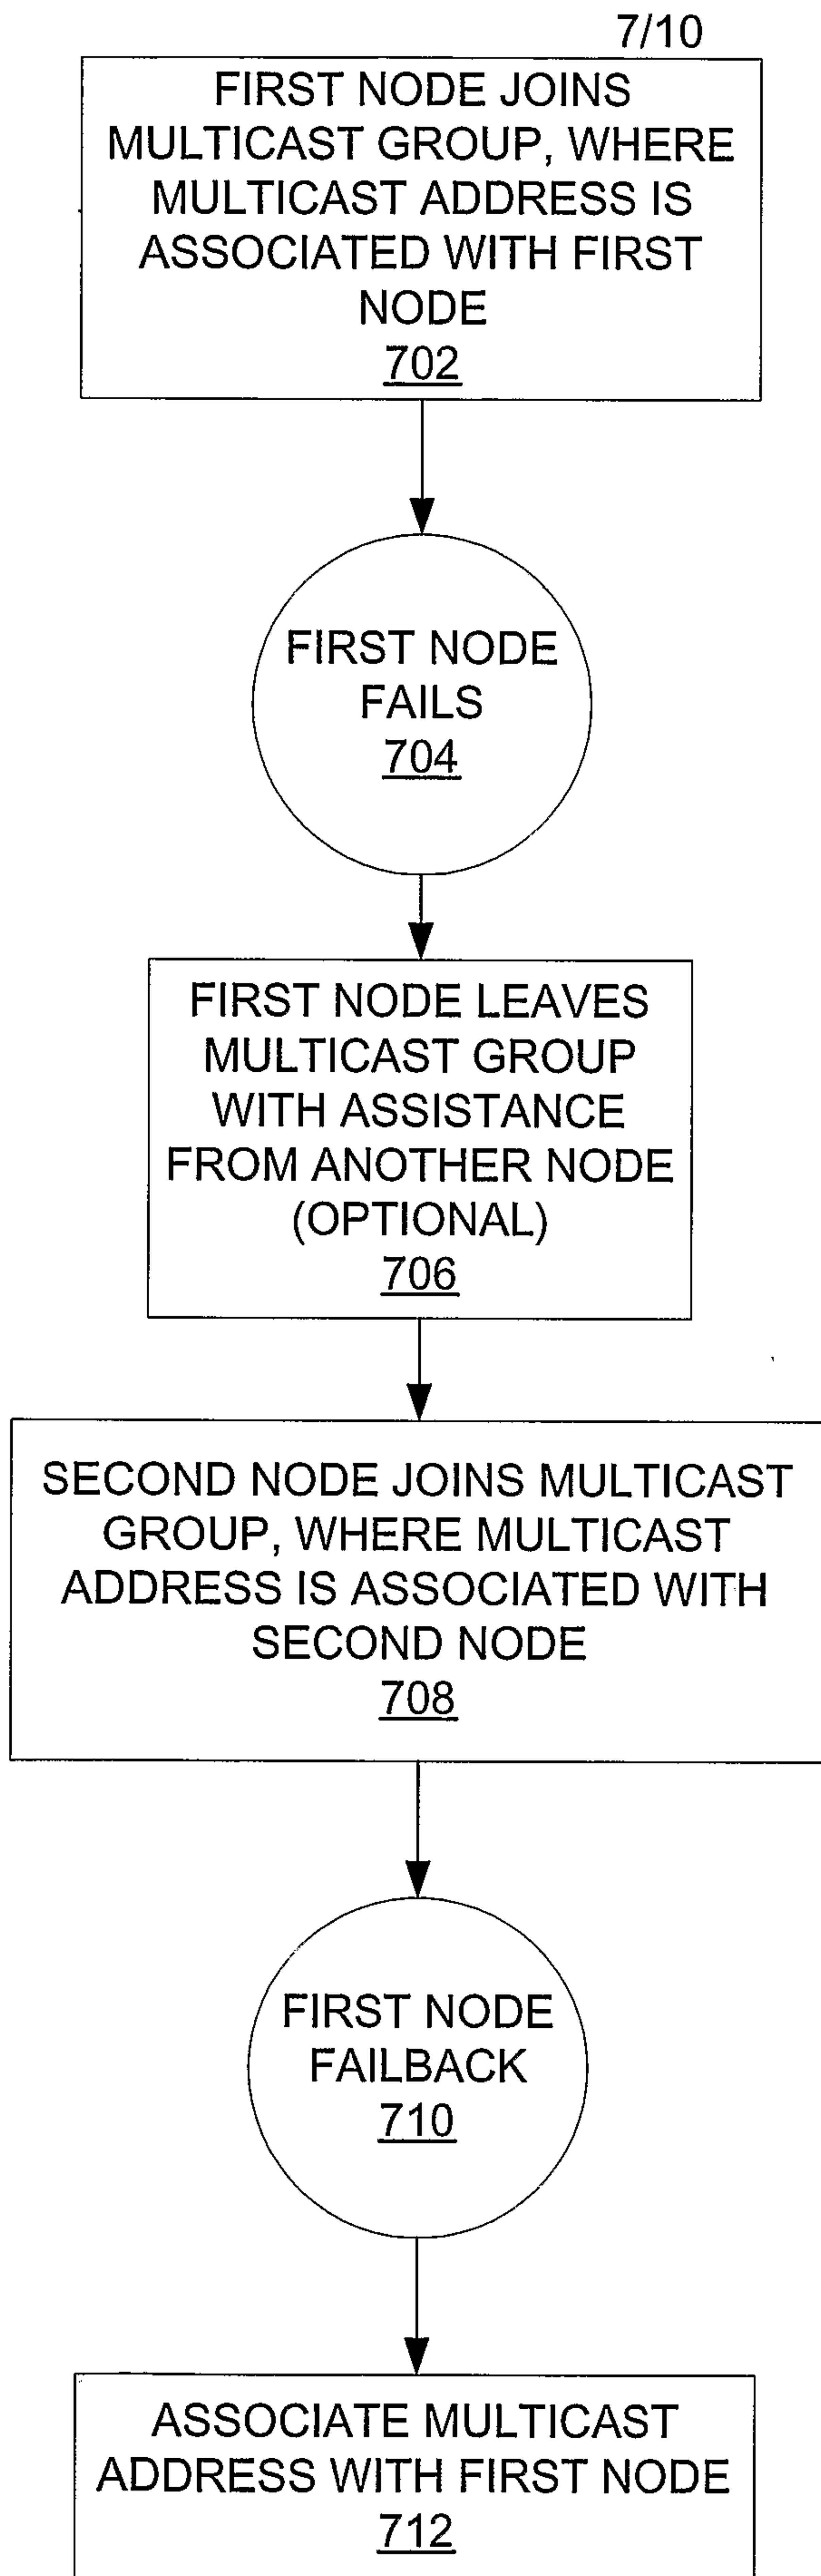 7/10
FIRST NODE JOINS
MULTICAST GROUP, WHERE
MULTICAST ADDRESS IS
ASSOCIATED WITH FIRST
NODE
702
FIRST NODE
FAILS
704
FIRST NODE LEAVES
MULTICAST GROUP
WITH ASSISTANCE
FROM ANOTHER NODE
(OPTIONAL)
706
SECOND NODE JOINS MULTICAST
GROUP, WHERE MULTICAST
ADDRESS IS ASSOCIATED WITH
SECOND NODE
708
FIRST NODE
FAILBACK
710
ASSOCIATE MULTICAST
ADDRESS WITH FIRST NODE
712